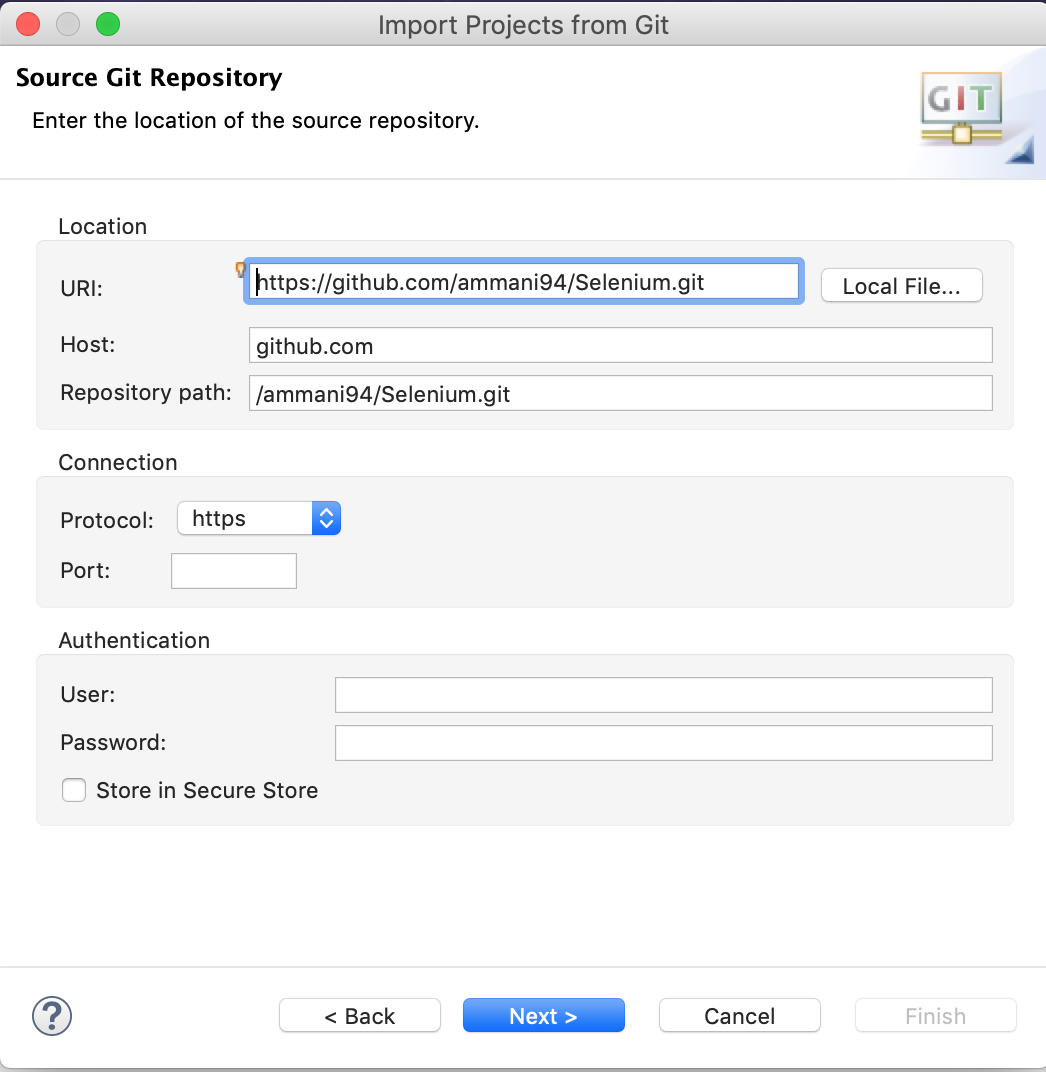 Import Projects from Git
Source Git Repository
Enter the location of the source repository.
GIT
Location
URI: https://github.com/ammani94/Selenium.git Local File...
Host: github.com
Repository path: /ammani94/Selenium.git
Connection
Protocol: https
Port:
Authentication
User:
Password:
Store in Secure Store
? < Back Next > Cancel Finish